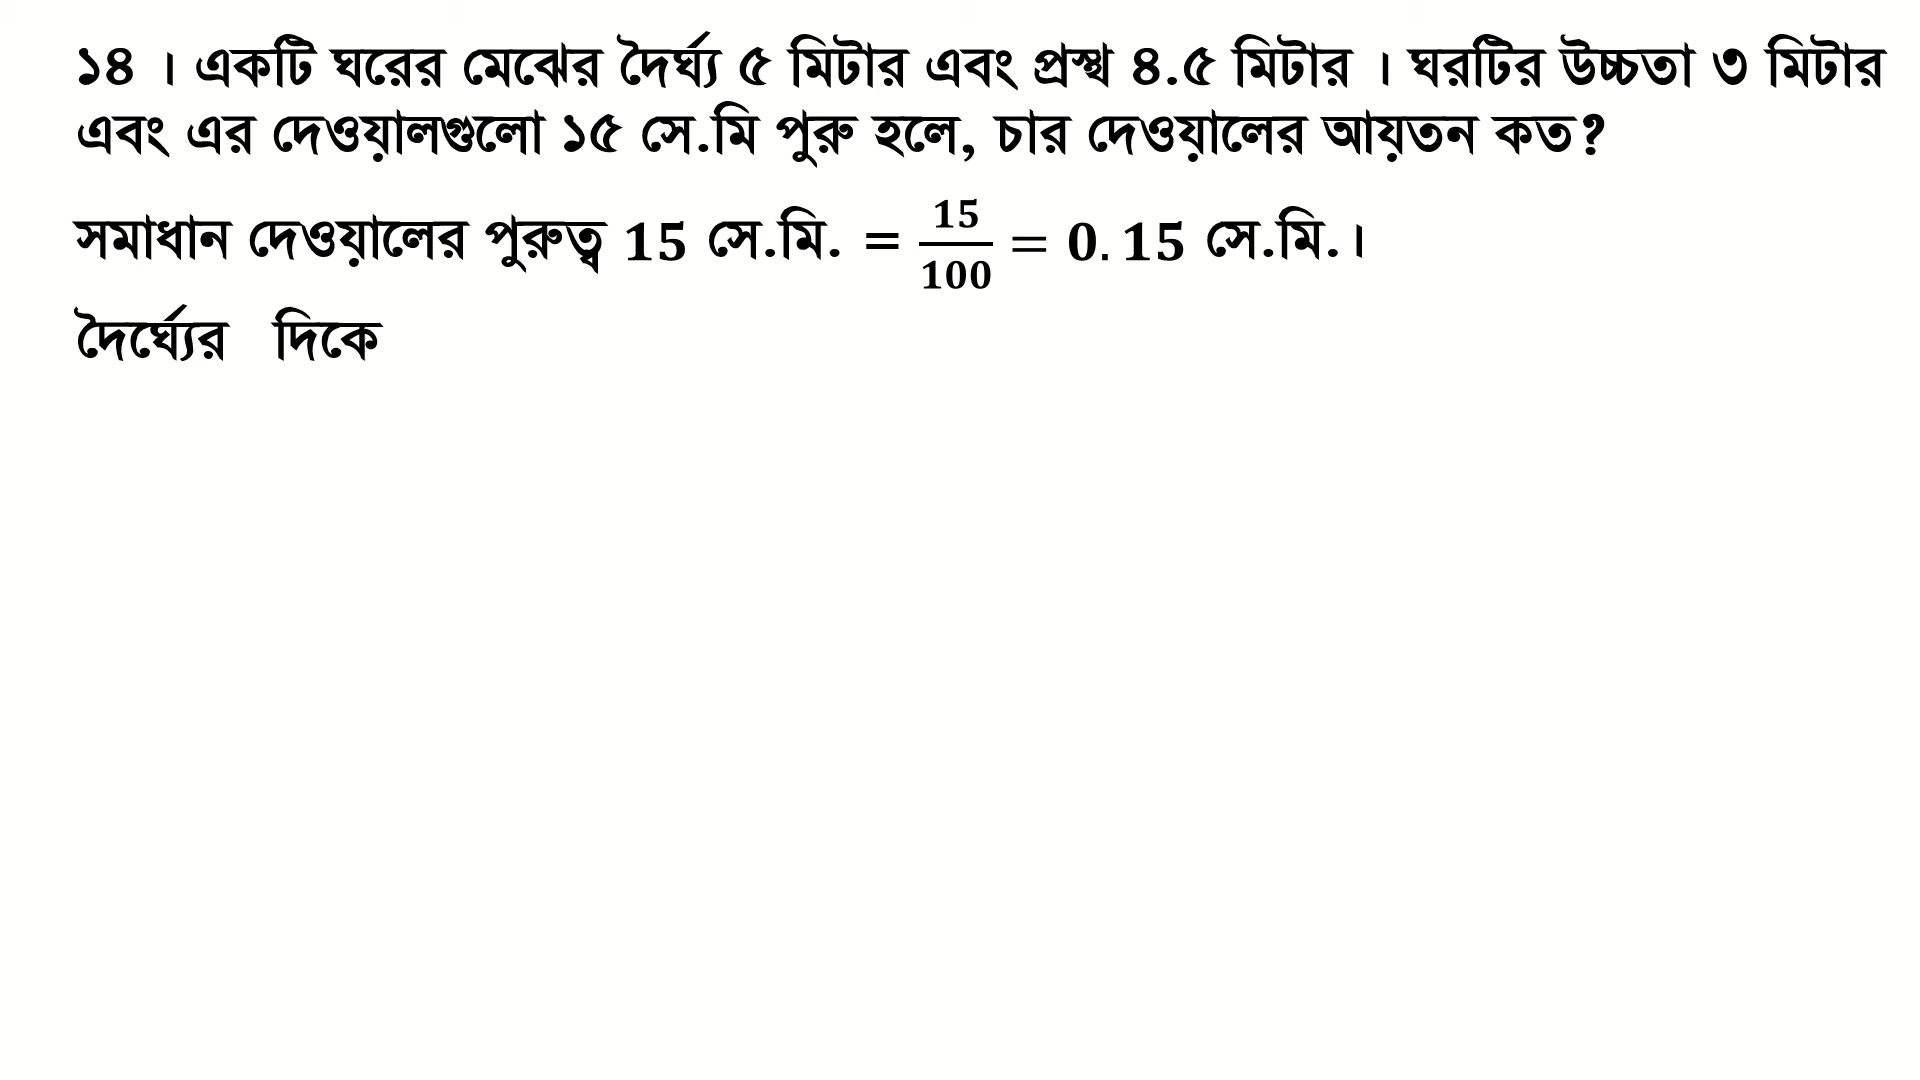 ১৪ । একটি ঘরের মেঝের দৈর্ঘ্য ৫ মিটার এবং প্রস্থ ৪.৫ মিটার । ঘরটির উচ্চতা ৩ মিটার
এবং এর দেওয়ালগুলো ১৫ সে.মি পুরু হলে, চার দেওয়ালের আয়তন কত?
সমাধান দেওয়ালের পুরুত্ব 15 সে.মি. = 15/100 = 0.15 সে.মি.।
দৈর্ঘ্যের দিকে